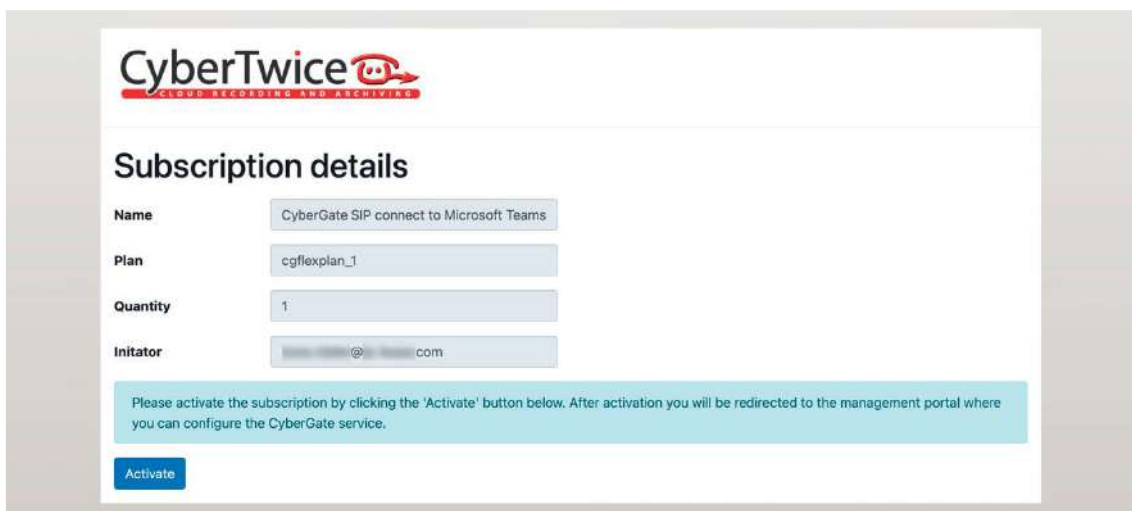 CyberTwice
CLOUD RECORDING AND ARCHIVING
Subscription details
Name CyberGate SIP connect to Microsoft Teams
Plan cgflexplan_1
Quantity 1
Initator @ com
Please activate the subscription by clicking the 'Activate' button below. After activation you will be redirected to the management portal where
you can configure the CyberGate service.
Activate